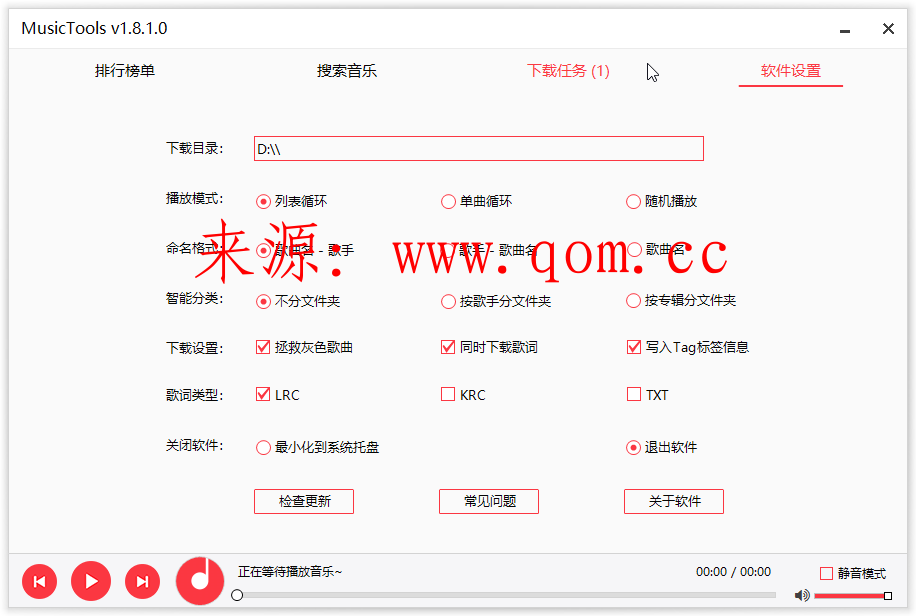 MusicTools v1.8.1.0
排行榜单 搜索音乐 下载任务 (1) 软件设置
下载目录： D:\\
播放模式： 列表循环 单曲循环 随机播放
命名格式： 歌曲名 - 歌手 歌手 - 歌曲名 歌曲名
来源：www.qom.cc
智能分类： 不分文件夹 按歌手分文件夹 按专辑分文件夹
下载设置： 拯救灰色歌曲 同时下载歌词 写入Tag标签信息
歌词类型： LRC KRC TXT
关闭软件： 最小化到系统托盘 退出软件
检查更新 常见问题 关于软件
正在等待播放音乐~ 00:00 / 00:00 静音模式